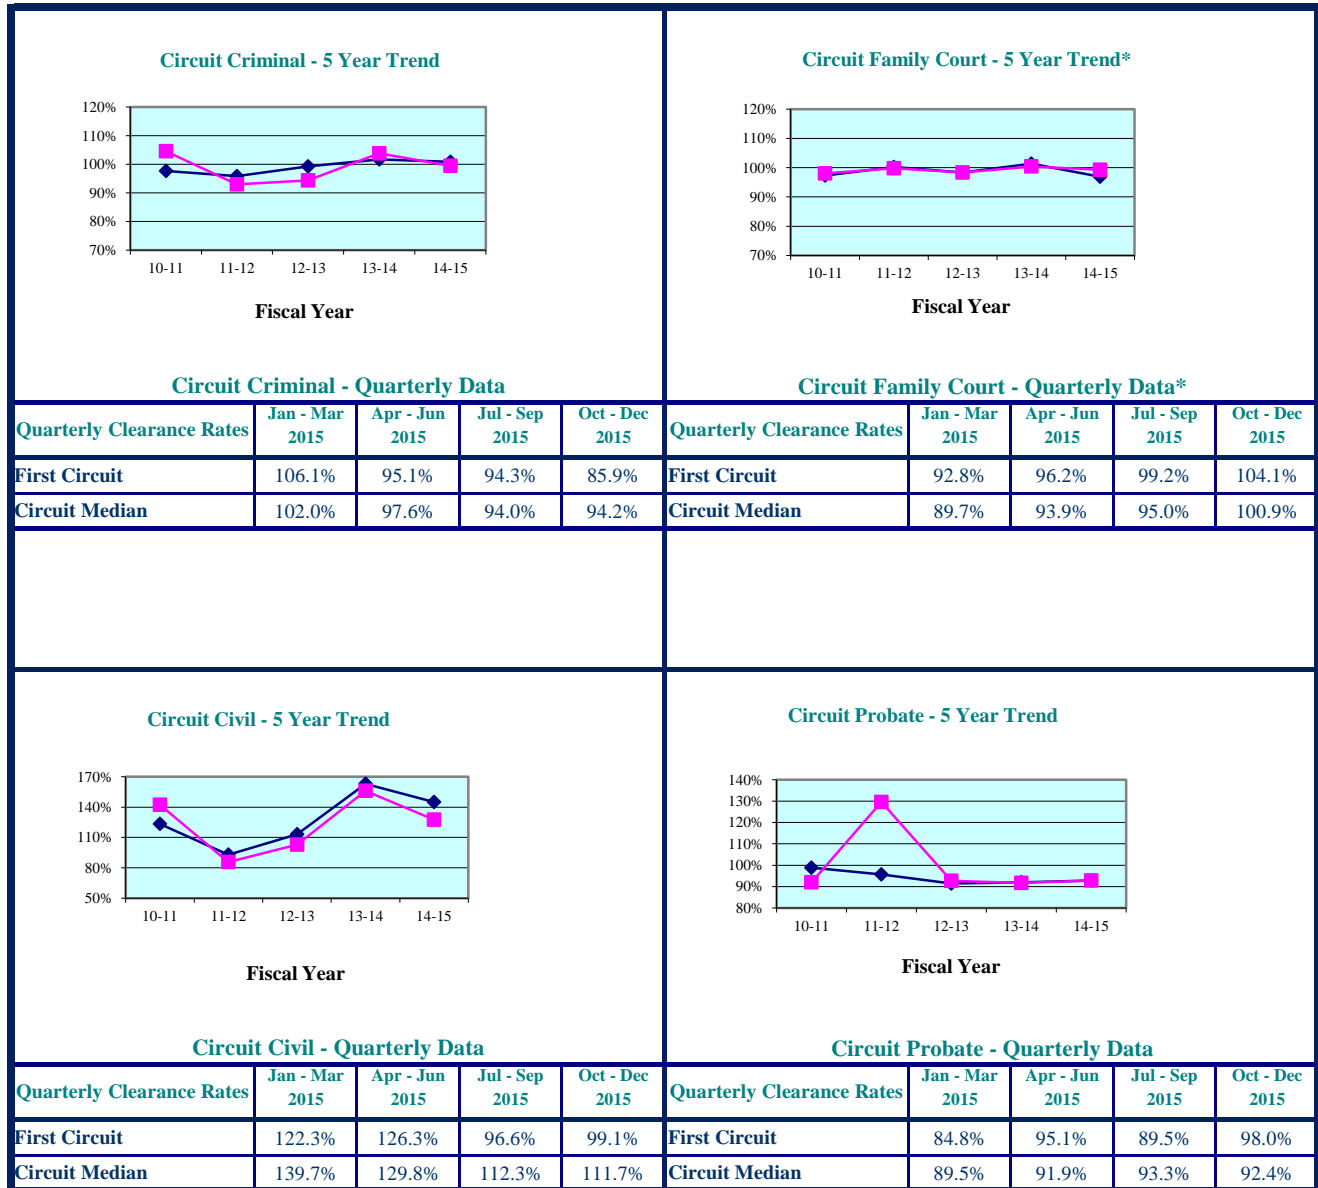 Circuit Criminal - 5 Year Trend
120%
110%
100%
90%
80%
70%
10-11 11-12 12-13 13-14 14-15
Fiscal Year
Circuit Criminal - Quarterly Data
Quarterly Clearance Rates Jan - Mar 2015 Apr - Jun 2015 Jul - Sep 2015 Oct - Dec 2015
First Circuit 106.1% 95.1% 94.3% 85.9%
Circuit Median 102.0% 97.6% 94.0% 94.2%
Circuit Family Court - 5 Year Trend*
120%
110%
100%
90%
80%
70%
10-11 11-12 12-13 13-14 14-15
Fiscal Year
Circuit Family Court - Quarterly Data*
Quarterly Clearance Rates Jan - Mar 2015 Apr - Jun 2015 Jul - Sep 2015 Oct - Dec 2015
First Circuit 92.8% 96.2% 99.2% 104.1%
Circuit Median 89.7% 93.9% 95.0% 100.9%
Circuit Civil - 5 Year Trend
170%
140%
110%
80%
50%
10-11 11-12 12-13 13-14 14-15
Fiscal Year
Circuit Civil - Quarterly Data
Quarterly Clearance Rates Jan - Mar 2015 Apr - Jun 2015 Jul - Sep 2015 Oct - Dec 2015
First Circuit 122.3% 126.3% 96.6% 99.1%
Circuit Median 139.7% 129.8% 112.3% 111.7%
Circuit Probate - 5 Year Trend
140%
130%
120%
110%
100%
90%
80%
10-11 11-12 12-13 13-14 14-15
Fiscal Year
Circuit Probate - Quarterly Data
Quarterly Clearance Rates Jan - Mar 2015 Apr - Jun 2015 Jul - Sep 2015 Oct - Dec 2015
First Circuit 84.8% 95.1% 89.5% 98.0%
Circuit Median 89.5% 91.9% 93.3% 92.4%